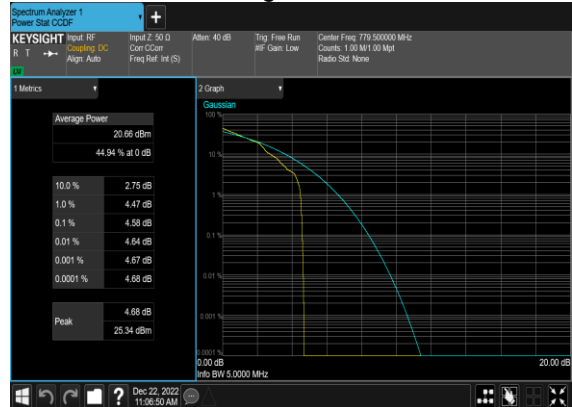 Spectrum Analyzer 1
Power Stat CCDF
+
KEYSIGHT
R T
LNI
Input: RF
Coupling: DC
Align: Auto
Input Z: 50 Ω
Corr CCorr
Freq Ref: Int (S)
Atten: 40 dB
Trig: Free Run
#IF Gain: Low
Center Freq: 779.500000 MHz
Counts: 1.00 M/1.00 Mpt
Radio Std: None
1 Metrics
Average Power
20.66 dBm
44.94 % at 0 dB
10.0 % 2.75 dB
1.0 % 4.47 dB
0.1 % 4.58 dB
0.01 % 4.64 dB
0.001 % 4.67 dB
0.0001 % 4.68 dB
Peak
4.68 dB
25.34 dBm
2 Graph
Gaussian
100 %
10 %
1 %
0.1 %
0.01 %
0.001 %
0.0001 %
0.00 dB
20.00 dB
Info BW 5.0000 MHz
?
Dec 22, 2022
11:06:50 AM